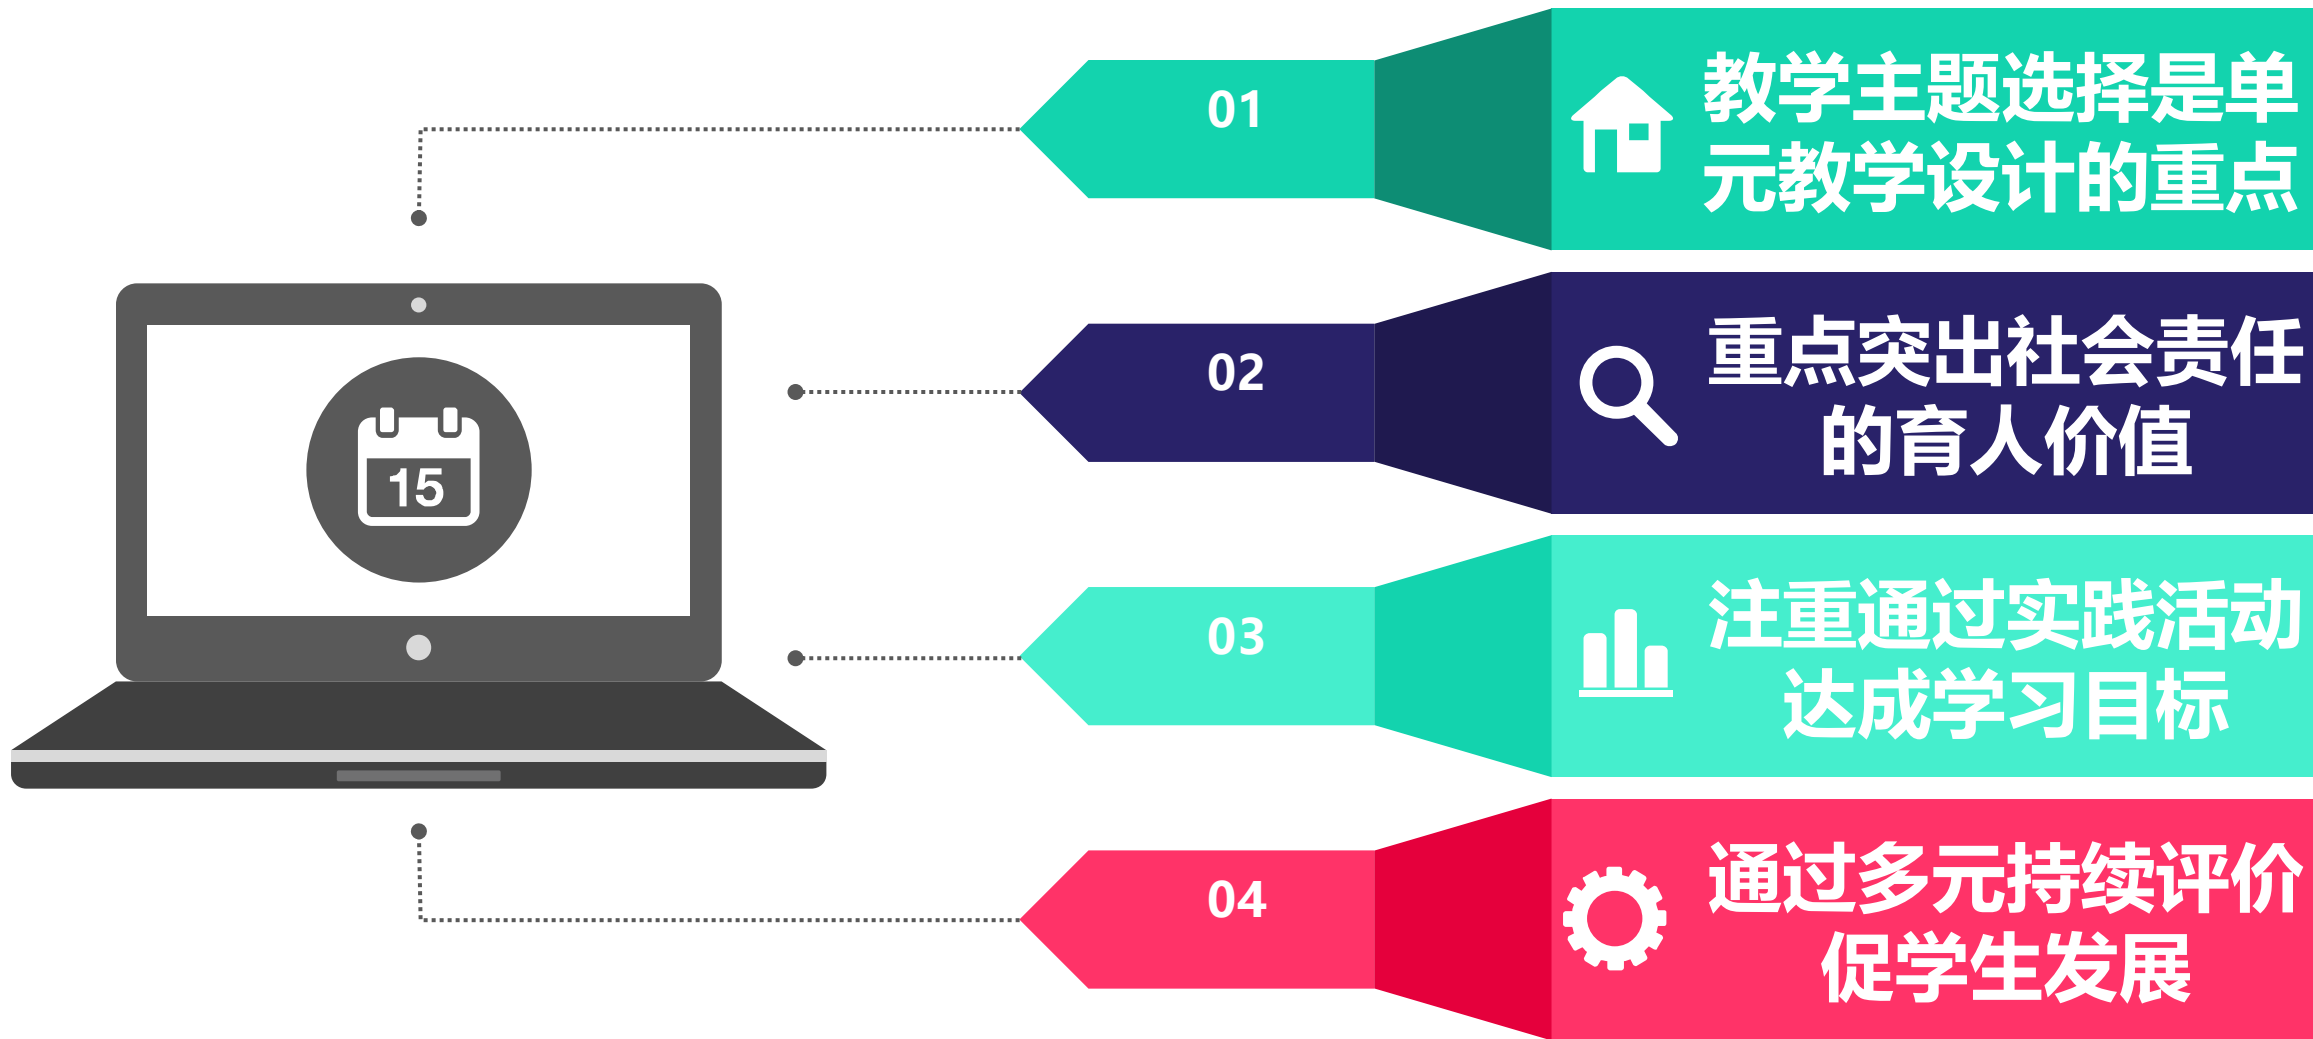 01
教学主题选择是单
元教学设计的重点
02
重点突出社会责任
的育人价值
15
03
注重通过实践活动
达成学习目标
04
通过多元持续评价
促学生发展